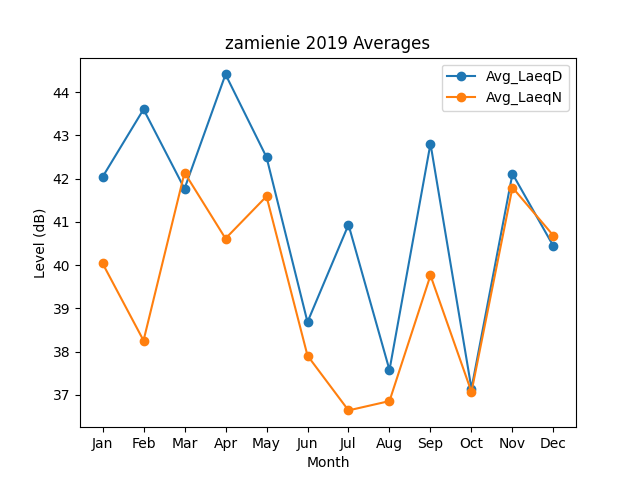 zamienie 2019 Averages
Avg_LaeqD
Avg_LaeqN
Level (dB)
44
43
42
41
40
39
38
37
Jan Feb Mar Apr May Jun Jul Aug Sep Oct Nov Dec
Month